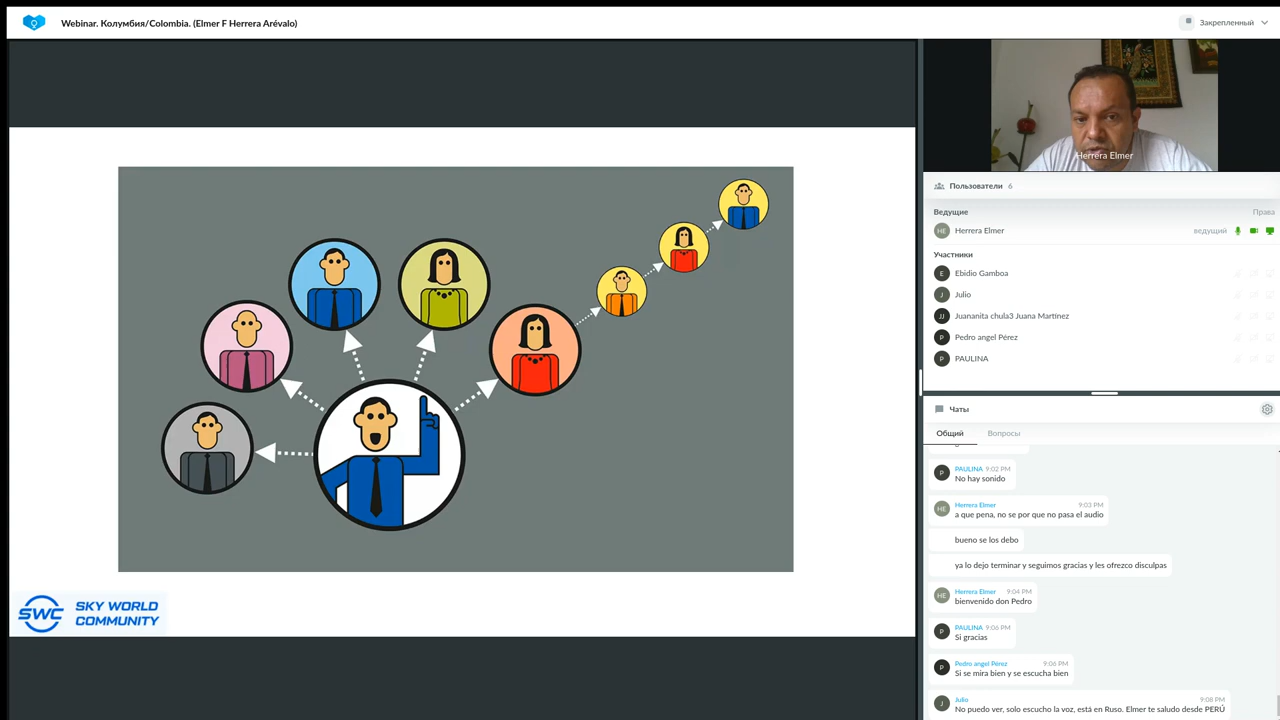 Webinar. Колумбия/Colombia. (Elmer F Herrera Arévalo)
Закрепленный
SWC SKY WORLD
COMMUNITY
Herrera Elmer
Пользователи 6
Ведущие
Права
HE Herrera Elmer
ведущий
Участники
E Ebidio Gamboa
J Julio
JJ Juananita chula3 Juana Martínez
P Pedro angel Pérez
P PAULINA
Чаты
Общий
Вопросы
P PAULINA 9:02 PM
No hay sonido
HE Herrera Elmer 9:03 PM
a que pena, no se por que no pasa el audio
bueno se los debo
ya lo dejo terminar y seguimos gracias y les ofrezco disculpas
HE Herrera Elmer 9:04 PM
bienvenido don Pedro
P PAULINA 9:06 PM
Si gracias
P Pedro angel Pérez 9:06 PM
Si se mira bien y se escucha bien
J Julio 9:08 PM
No puedo ver, solo escucho la voz, está en Ruso. Elmer te saludo desde PERÚ